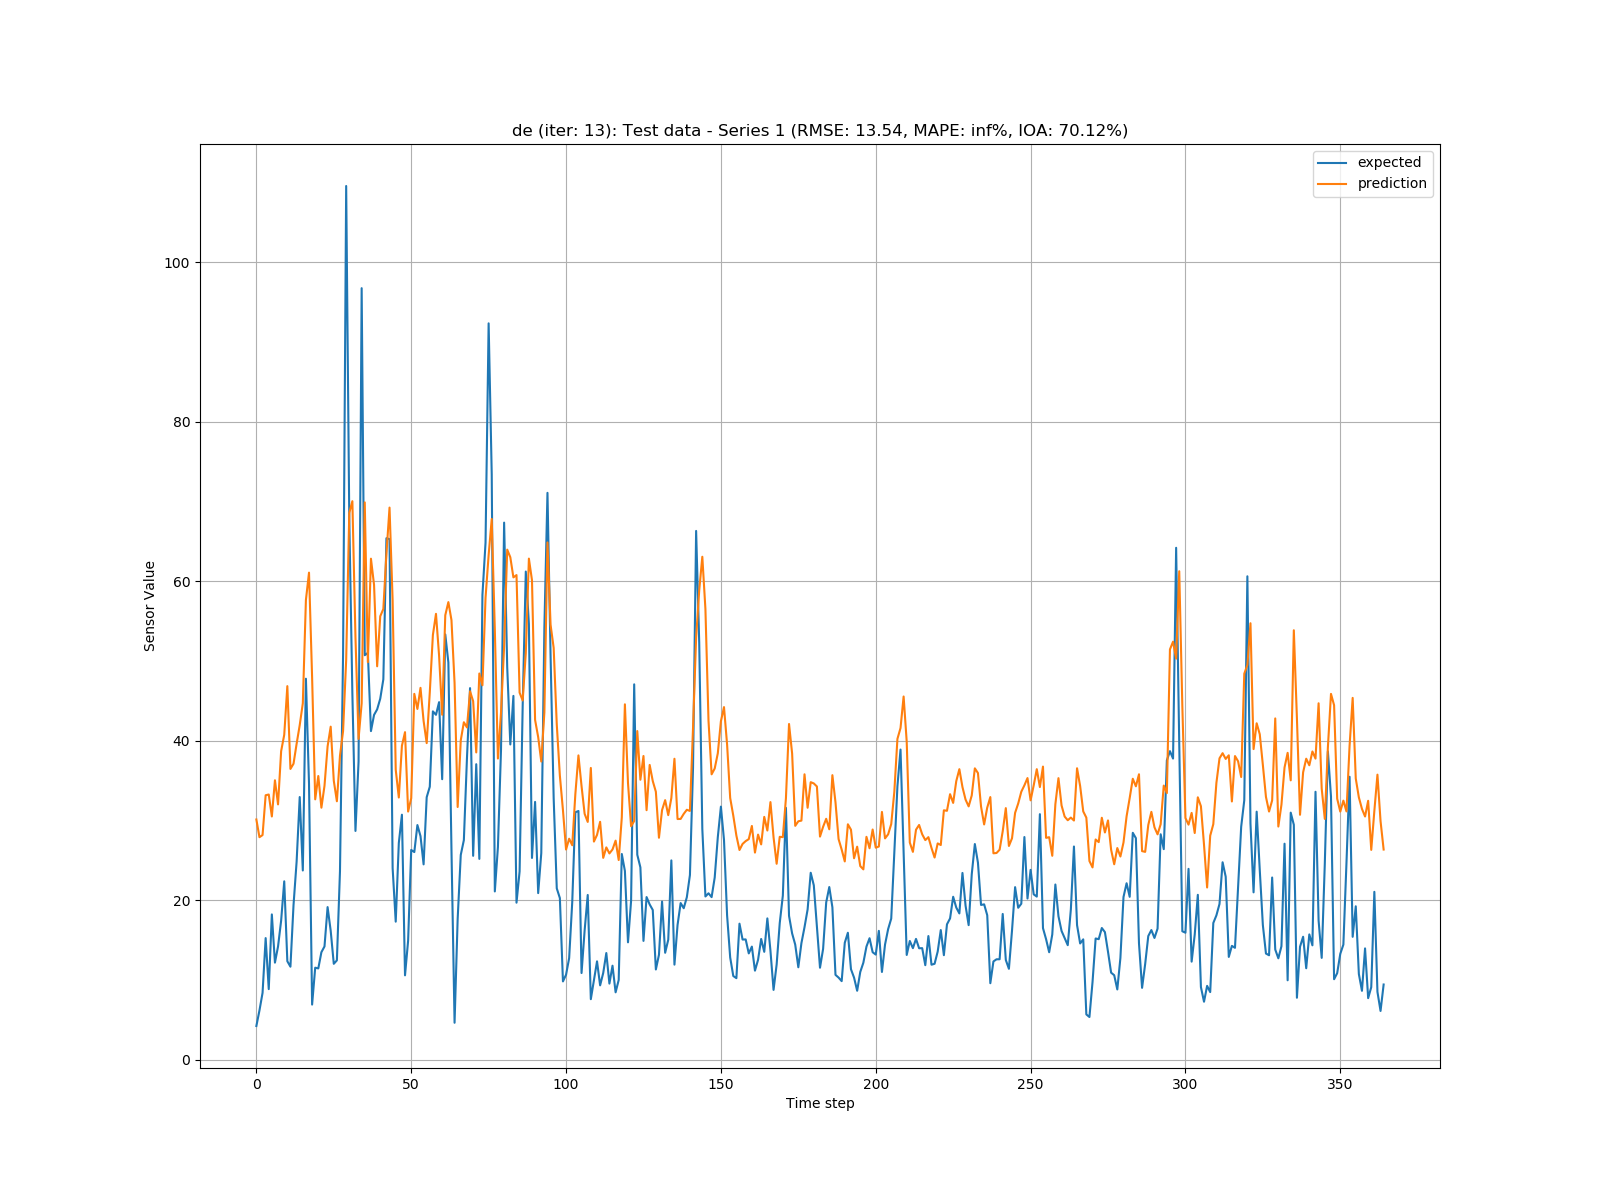 de (iter: 13): Test data - Series 1 (RMSE: 13.54, MAPE: inf%, IOA: 70.12%)
expected
prediction
100
80
60
40
20
0
Sensor Value
0 50 100 150 200 250 300 350
Time step